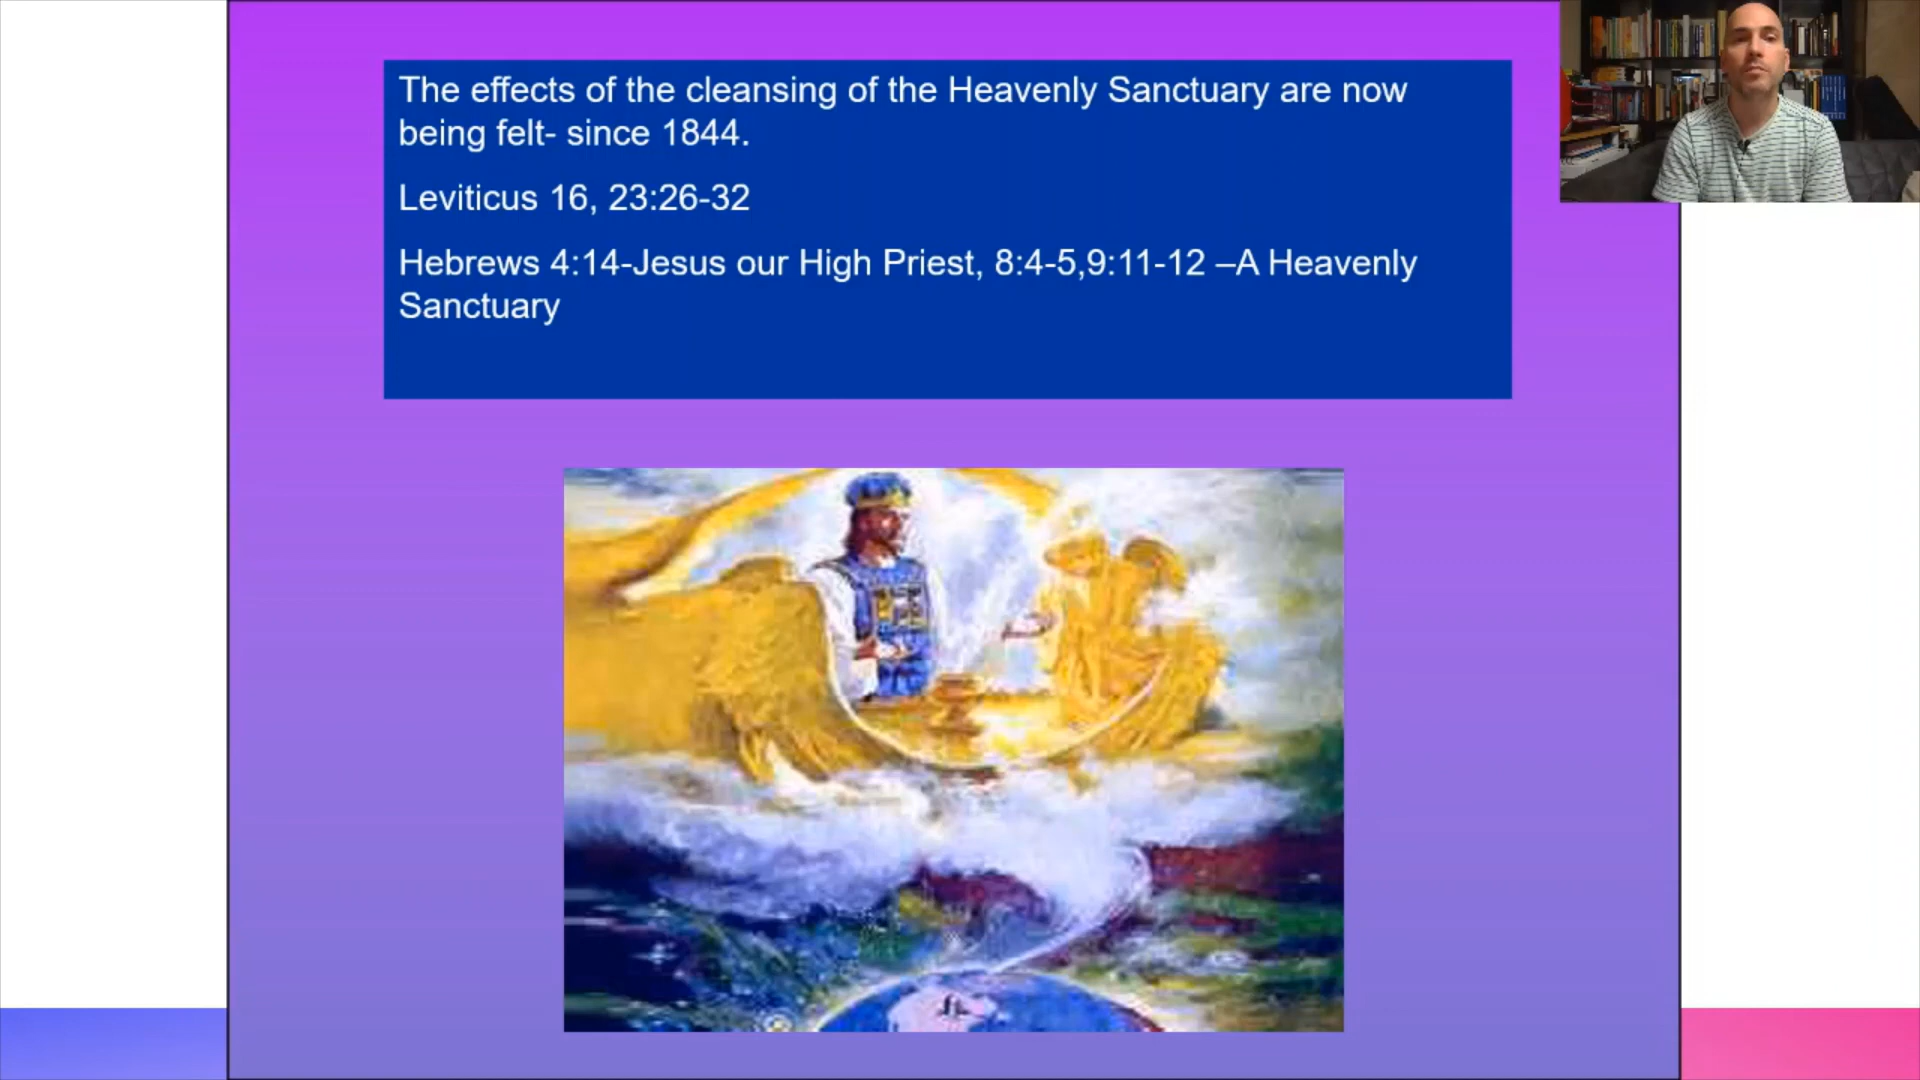 The effects of the cleansing of the Heavenly Sanctuary are now
being felt- since 1844.
Leviticus 16, 23:26-32
Hebrews 4:14-Jesus our High Priest, 8:4-5,9:11-12 –A Heavenly
Sanctuary